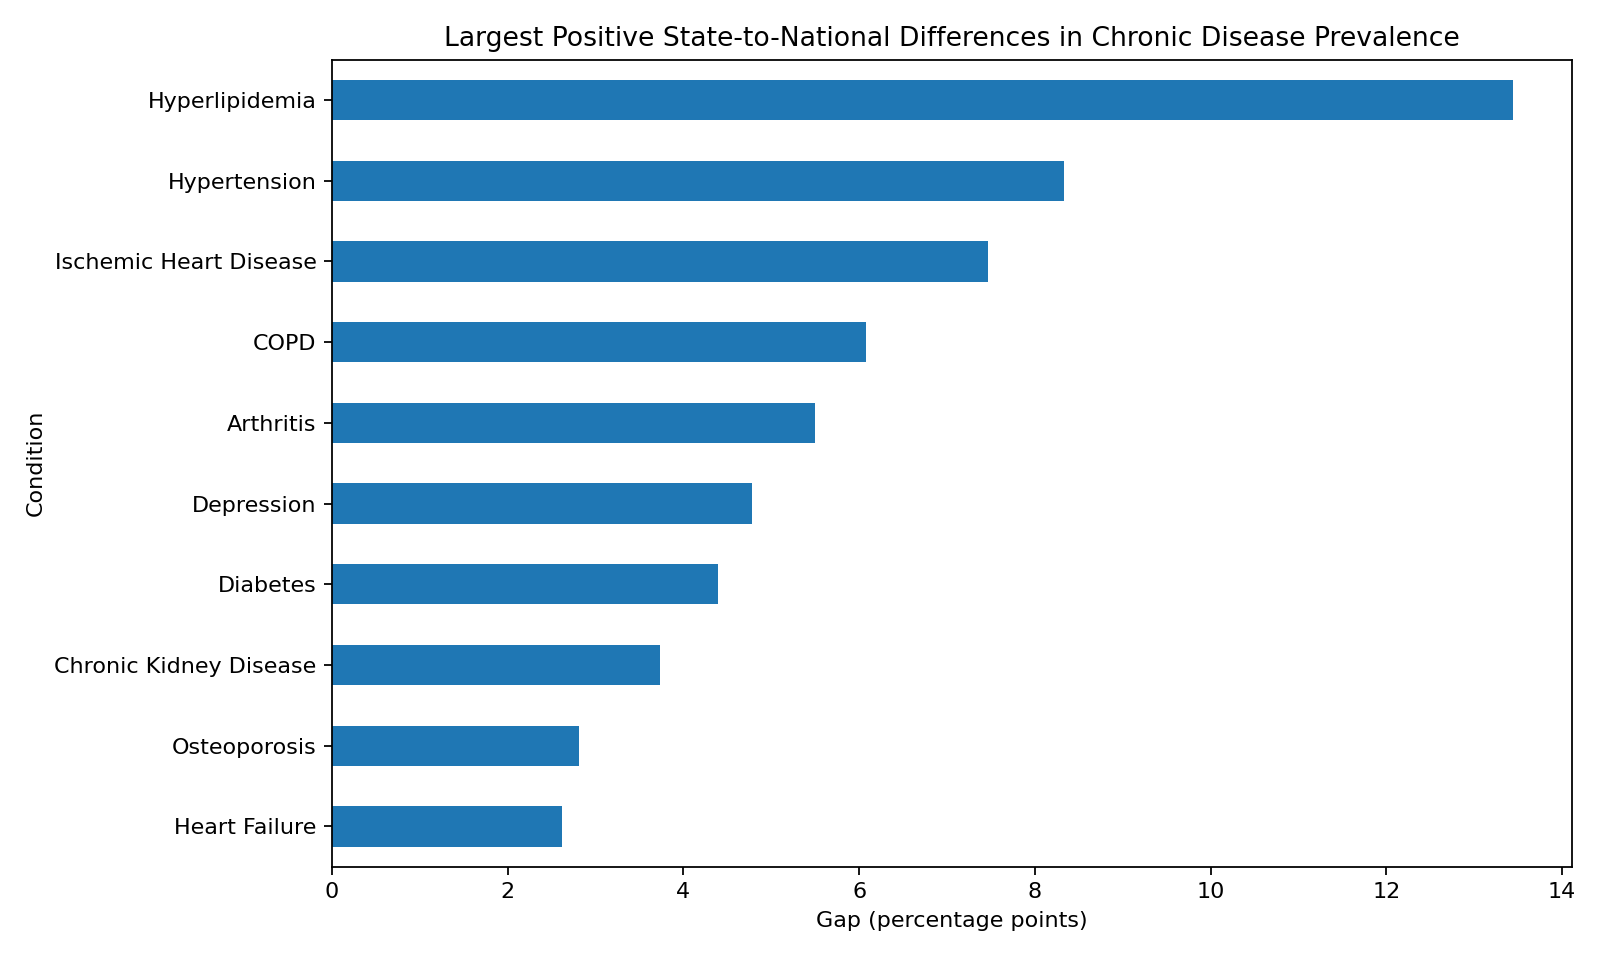 Largest Positive State-to-National Differences in Chronic Disease Prevalence
Hyperlipidemia
Hypertension
Ischemic Heart Disease
COPD
Arthritis
Depression
Diabetes
Chronic Kidney Disease
Osteoporosis
Heart Failure
Condition
0 2 4 6 8 10 12 14
Gap (percentage points)